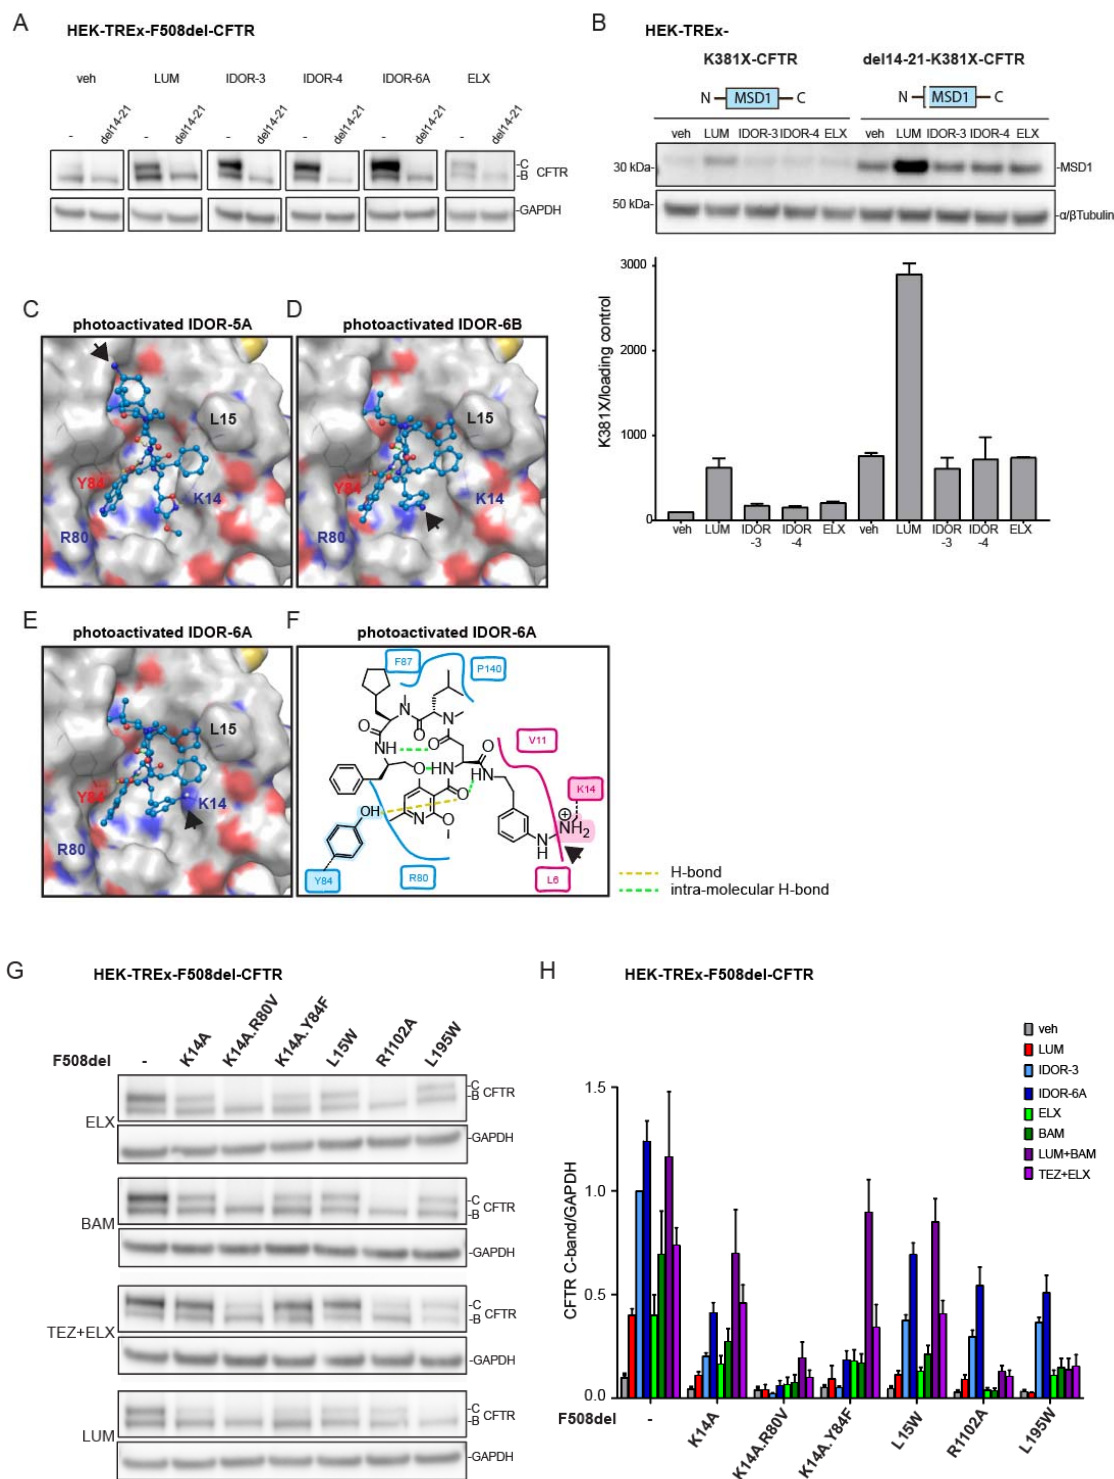 A
HEK-TREx-F508del-CFTR
veh LUM IDOR-3 IDOR-4 IDOR-6A ELX
- del14-21 - del14-21 - del14-21 - del14-21 - del14-21 - del14-21
-C
-B CFTR
-GAPDH
B
HEK-TREx-
K381X-CFTR del14-21-K381X-CFTR
N MSD1 C N MSD1 C
veh LUM IDOR-3 IDOR-4 ELX veh LUM IDOR-3 IDOR-4 ELX
30 kDa- -MSD1
50 kDa- -α/βTubulin
K381X/loading control
3000
2000
1000
0
veh LUM IDOR-3 IDOR-4 ELX veh LUM IDOR-3 IDOR-4 ELX
C
photoactivated IDOR-5A
L15
Y84
K14
R80
D
photoactivated IDOR-6B
L15
Y84
K14
R80
E
photoactivated IDOR-6A
L15
Y84
K14
R80
F
photoactivated IDOR-6A
F87
P140
N
N
O
O
O
NH
V11
O
HN
O
HN
K14
OH
O
⊕
NH2
N
O
N
H
Y84
R80
L6
H-bond
intra-molecular H-bond
G
HEK-TREx-F508del-CFTR
F508del - K14A K14A.R80V K14A.Y84F L15W R1102A L195W
-C
-B CFTR
ELX
-GAPDH
-C
-B CFTR
BAM
-GAPDH
-C
-B CFTR
TEZ+ELX
-GAPDH
-C
-B CFTR
LUM
-GAPDH
H
HEK-TREx-F508del-CFTR
veh
LUM
IDOR-3
IDOR-6A
ELX
BAM
LUM+BAM
TEZ+ELX
CFTR C-band/GAPDH
1.5
1.0
0.5
0.0
F508del - K14A K14A.R80V K14A.Y84F L15W R1102A L195W